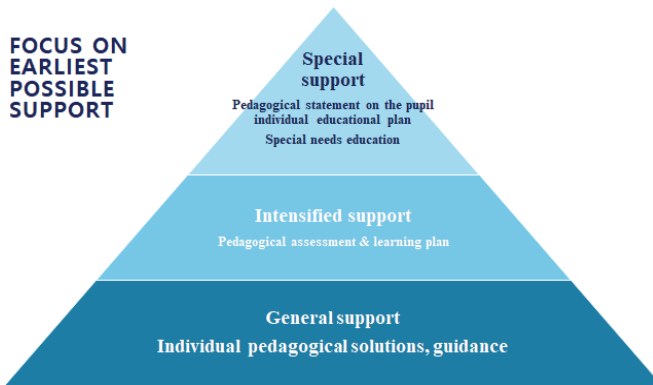 FOCUS ON
EARLIEST
POSSIBLE
SUPPORT
Special
support
Pedagogical statement on the pupil
individual educational plan
Special needs education
Intensified support
Pedagogical assessment & learning plan
General support
Individual pedagogical solutions, guidance